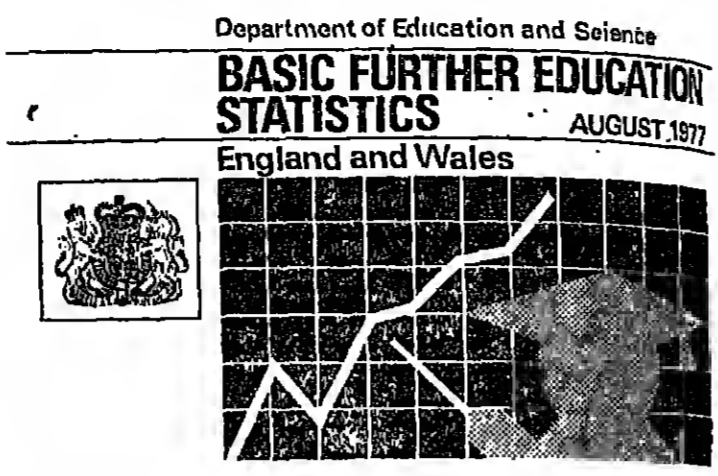 Department of Education and Science
BASIC FURTHER EDUCATION
STATISTICS
AUGUST 1977
England and Wales